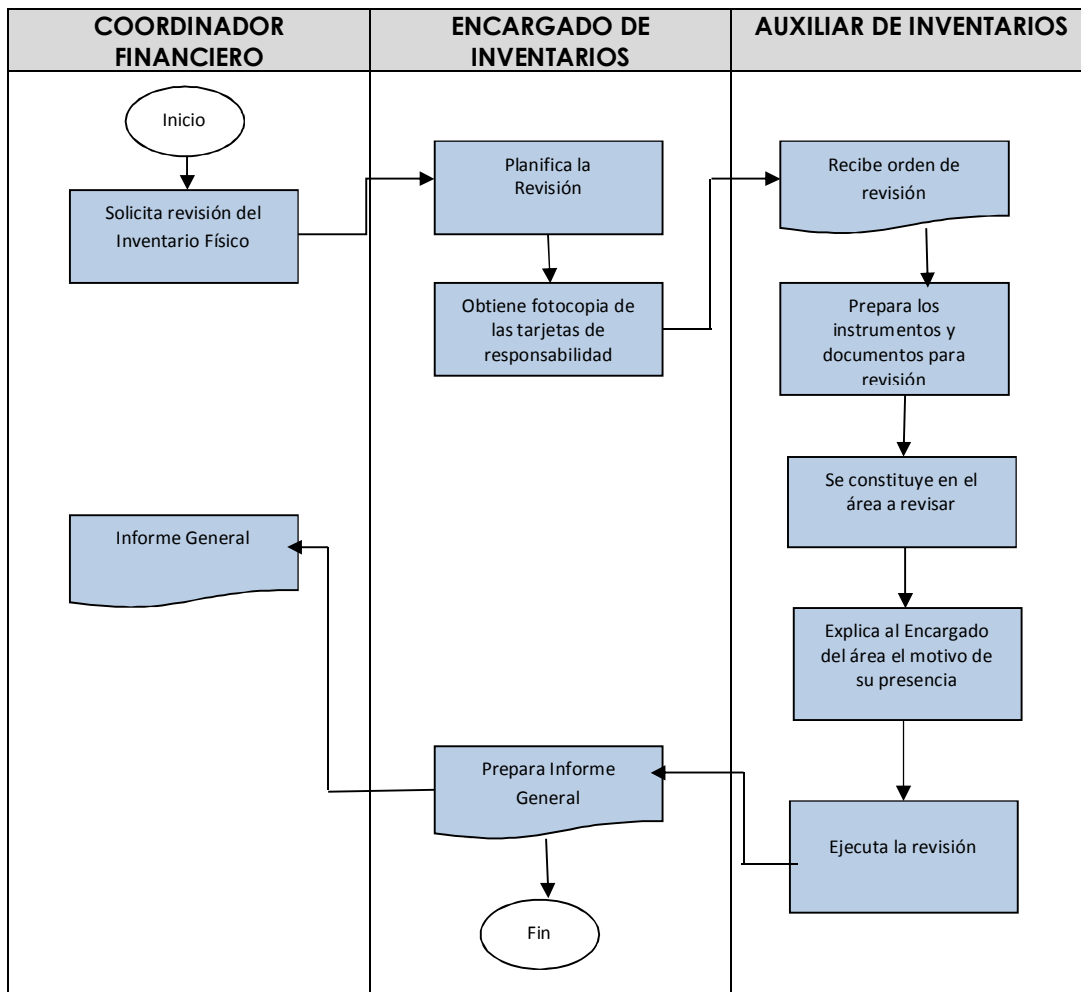 COORDINADOR
FINANCIERO
ENCARGADO DE
INVENTARIOS
AUXILIAR DE INVENTARIOS
Inicio
Solicita revisión del
Inventario Físico
Planifica la
Revisión
Obtiene fotocopia de
las tarjetas de
responsabilidad
Recibe orden de
revisión
Prepara los
instrumentos y
documentos para
revisión
Se constituye en el
área a revisar
Explica al Encargado
del área el motivo de
su presencia
Ejecuta la revisión
Prepara Informe
General
Informe General
Fin